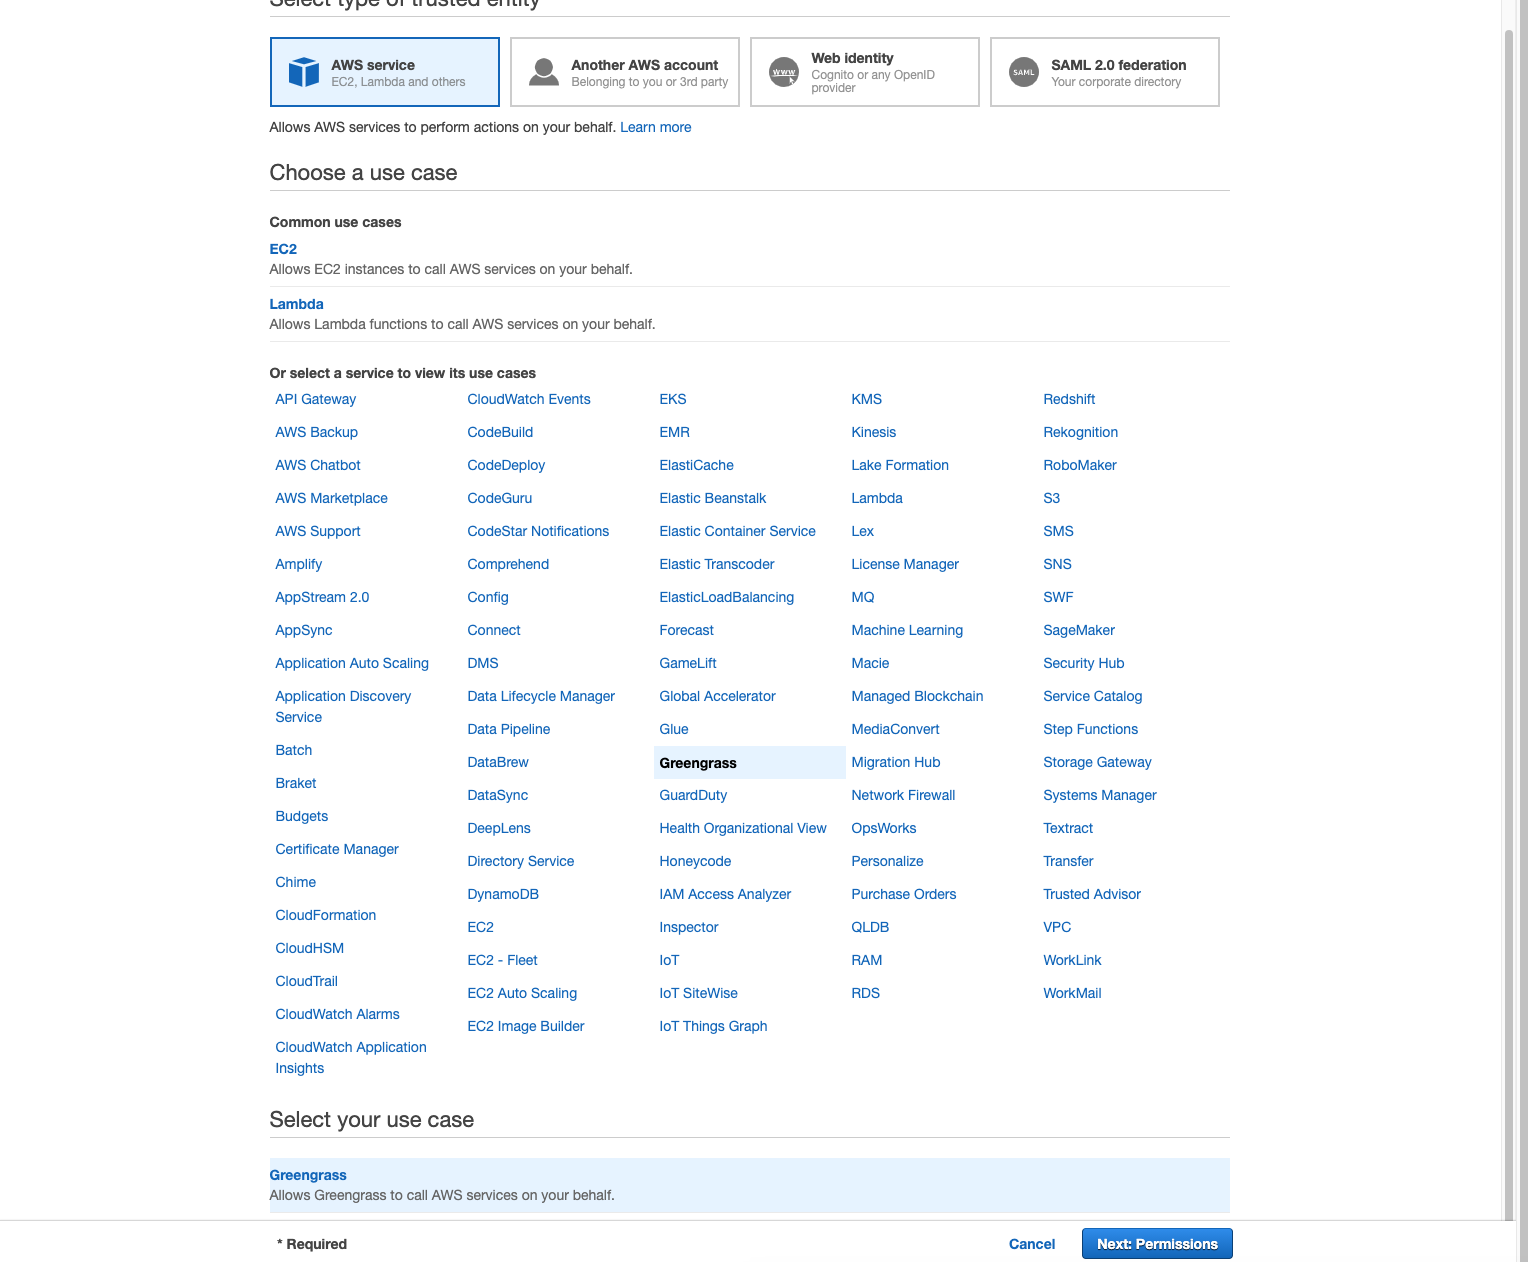 Select type of trusted entity
AWS service
EC2, Lambda and others
Another AWS account
Belonging to you or 3rd party
WWW
Web identity
Cognito or any OpenID
provider
SAML
SAML 2.0 federation
Your corporate directory
Allows AWS services to perform actions on your behalf. Learn more
Choose a use case
Common use cases
EC2
Allows EC2 instances to call AWS services on your behalf.
Lambda
Allows Lambda functions to call AWS services on your behalf.
Or select a service to view its use cases
API Gateway
AWS Backup
AWS Chatbot
AWS Marketplace
AWS Support
Amplify
AppStream 2.0
AppSync
Application Auto Scaling
Application Discovery
Service
Batch
Braket
Budgets
Certificate Manager
Chime
CloudFormation
CloudHSM
CloudTrail
CloudWatch Alarms
CloudWatch Application
Insights
CloudWatch Events
CodeBuild
CodeDeploy
CodeGuru
CodeStar Notifications
Comprehend
Config
Connect
DMS
Data Lifecycle Manager
Data Pipeline
DataBrew
DataSync
DeepLens
Directory Service
DynamoDB
EC2
EC2 - Fleet
EC2 Auto Scaling
EC2 Image Builder
EKS
EMR
ElastiCache
Elastic Beanstalk
Elastic Container Service
Elastic Transcoder
ElasticLoadBalancing
Forecast
GameLift
Global Accelerator
Glue
Greengrass
GuardDuty
Health Organizational View
Honeycode
IAM Access Analyzer
Inspector
IoT
IoT SiteWise
IoT Things Graph
KMS
Kinesis
Lake Formation
Lambda
Lex
License Manager
MQ
Machine Learning
Macie
Managed Blockchain
MediaConvert
Migration Hub
Network Firewall
OpsWorks
Personalize
Purchase Orders
QLDB
RAM
RDS
Redshift
Rekognition
RoboMaker
S3
SMS
SNS
SWF
SageMaker
Security Hub
Service Catalog
Step Functions
Storage Gateway
Systems Manager
Textract
Transfer
Trusted Advisor
VPC
WorkLink
WorkMail
Select your use case
Greengrass
Allows Greengrass to call AWS services on your behalf.
* Required
Cancel
Next: Permissions